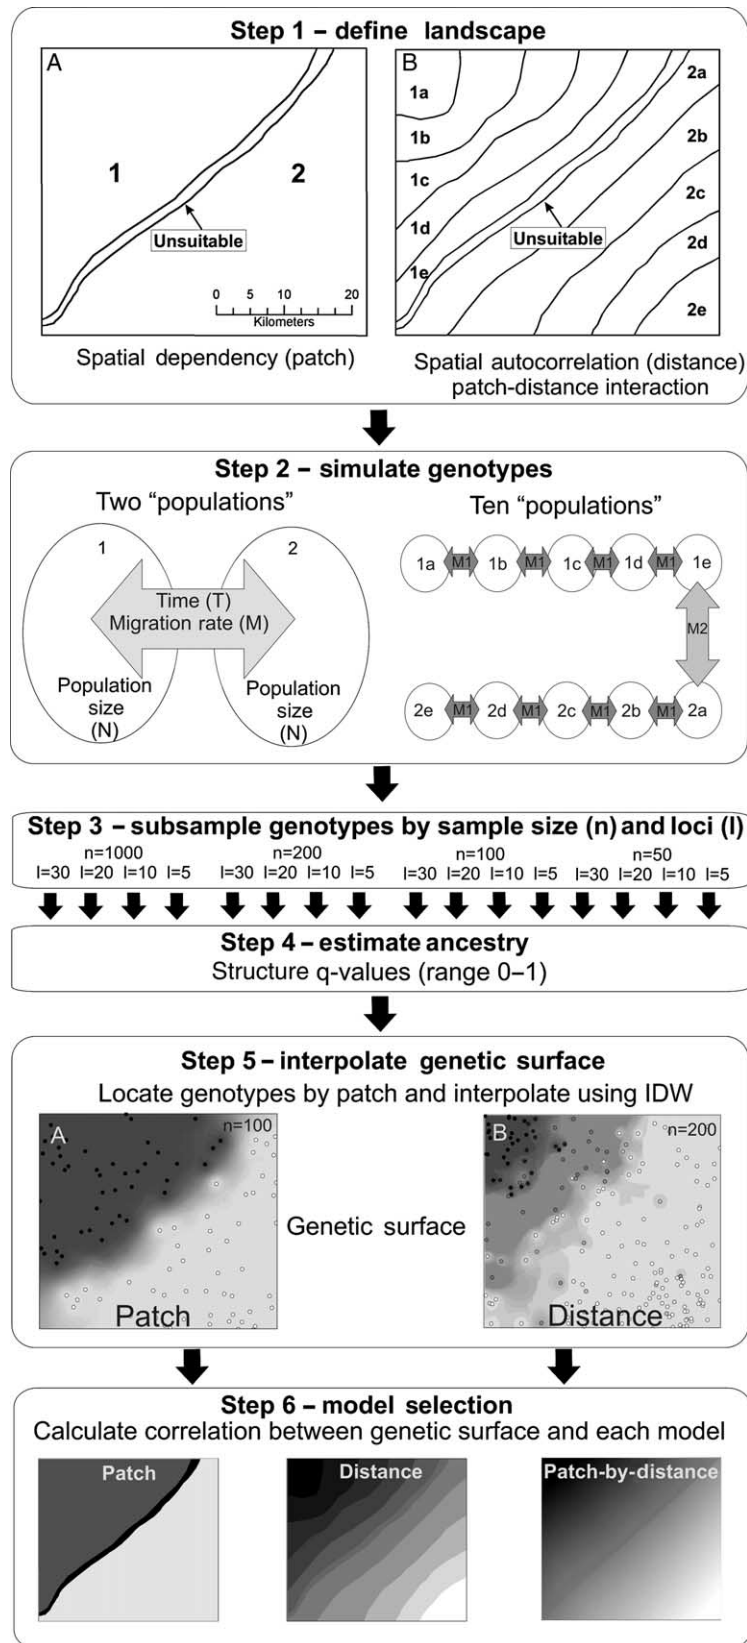 Step 1 – define landscape
A
1
2
Unsuitable
0 5 10 20
Kilometers
Spatial dependency (patch)
B
1a
1b
1c
1d
1e
2a
2b
2c
2d
2e
Unsuitable
Spatial autocorrelation (distance)
patch-distance interaction
Step 2 – simulate genotypes
Two “populations”
1
2
Time (T)
Migration rate (M)
Population size (N)
Population size (N)
Ten “populations”
1a M1 1b M1 1c M1 1d M1 1e
M2
2e M1 2d M1 2c M1 2b M1 2a
Step 3 – subsample genotypes by sample size (n) and loci (l)
n=1000 n=200 n=100 n=50
l=30 l=20 l=10 l=5 l=30 l=20 l=10 l=5 l=30 l=20 l=10 l=5 l=30 l=20 l=10 l=5
Step 4 – estimate ancestry
Structure q-values (range 0–1)
Step 5 – interpolate genetic surface
Locate genotypes by patch and interpolate using IDW
A
n=100
Patch
Genetic surface
B
n=200
Distance
Step 6 – model selection
Calculate correlation between genetic surface and each model
Patch
Distance
Patch-by-distance